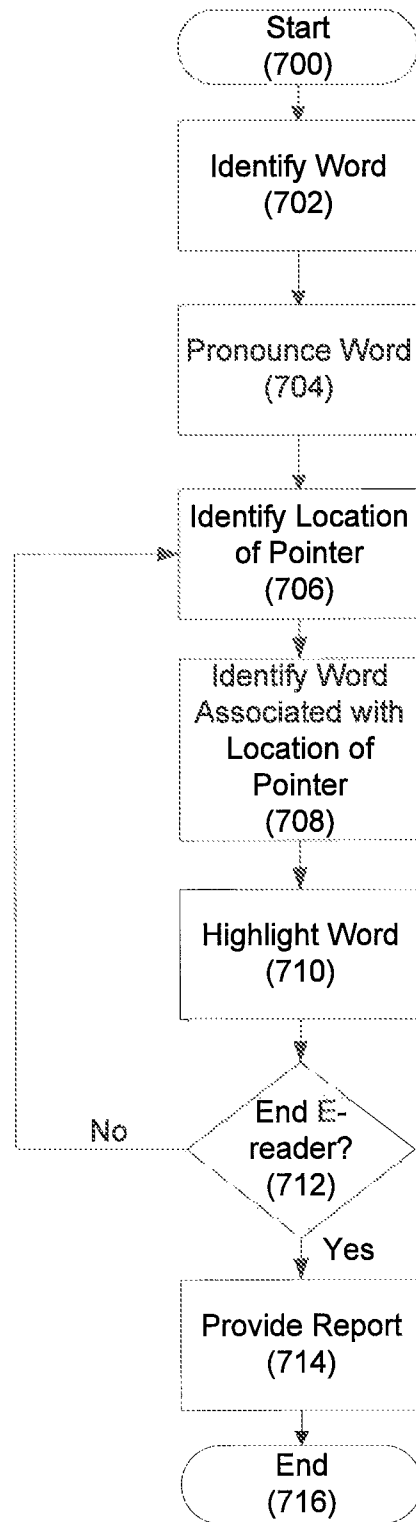 Start
(700)
Identify Word
(702)
Pronounce Word
(704)
Identify Location
of Pointer
(706)
Identify Word
Associated with
Location of
Pointer
(708)
Highlight Word
(710)
End E-
reader?
(712)
No
Yes
Provide Report
(714)
End
(716)